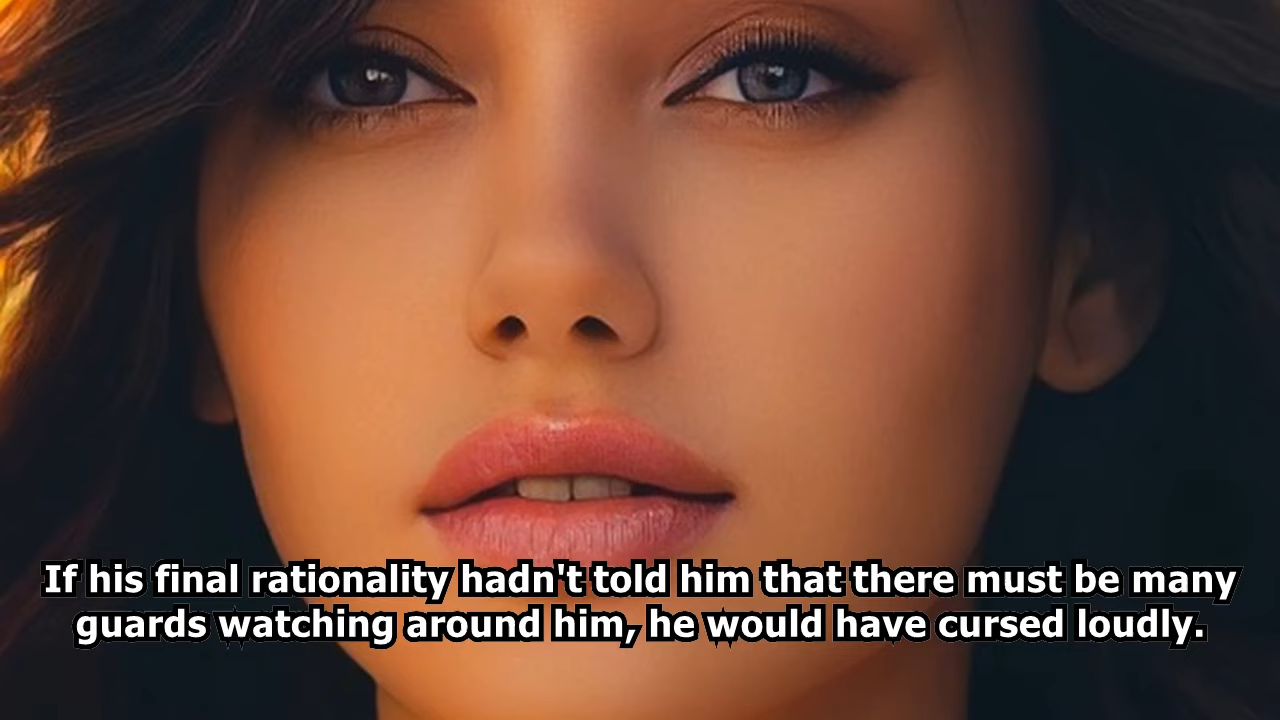 If his final rationality hadn't told him that there must be many
guards watching around him, he would have cursed loudly.